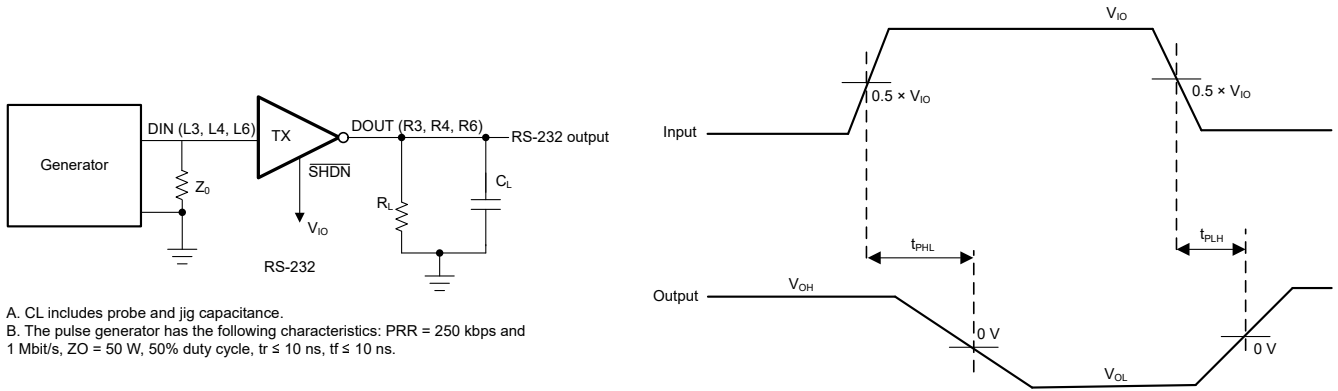 Generator
DIN (L3, L4, L6)
Z0
TX
SHDN
VIO
RS-232
DOUT (R3, R4, R6)
RS-232 output
RL
CL
A. CL includes probe and jig capacitance.
B. The pulse generator has the following characteristics: PRR = 250 kbps and
1 Mbit/s, ZO = 50 W, 50% duty cycle, tr ≤ 10 ns, tf ≤ 10 ns.
VIO
0.5 × VIO
0.5 × VIO
Input
tPHL
tPLH
Output
VOH
0 V
0 V
VOL